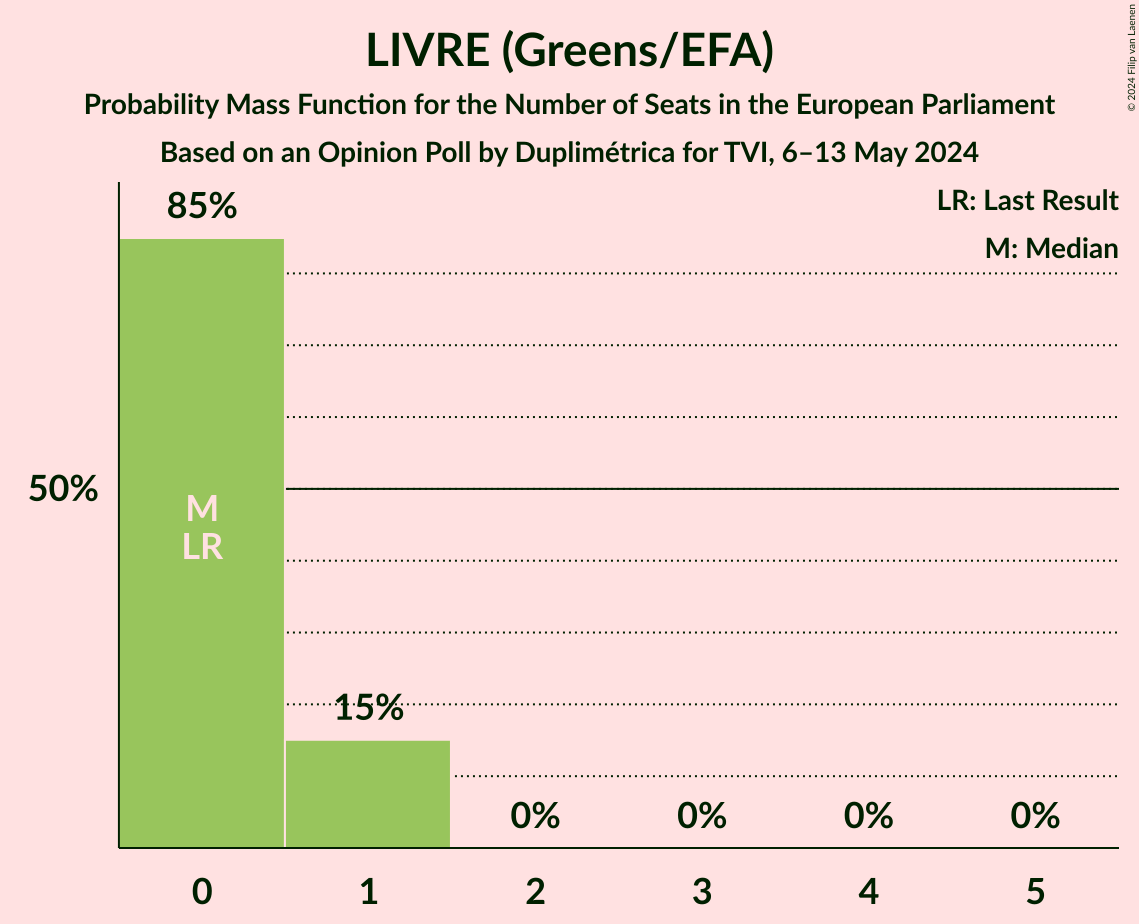 LIVRE (Greens/EFA)
Probability Mass Function for the Number of Seats in the European Parliament
Based on an Opinion Poll by Duplimétrica for TVI, 6–13 May 2024
© 2024 Filip van Laenen
LR: Last Result
M: Median
85%
50%
M
LR
15%
0% 0% 0% 0%
0 1 2 3 4 5